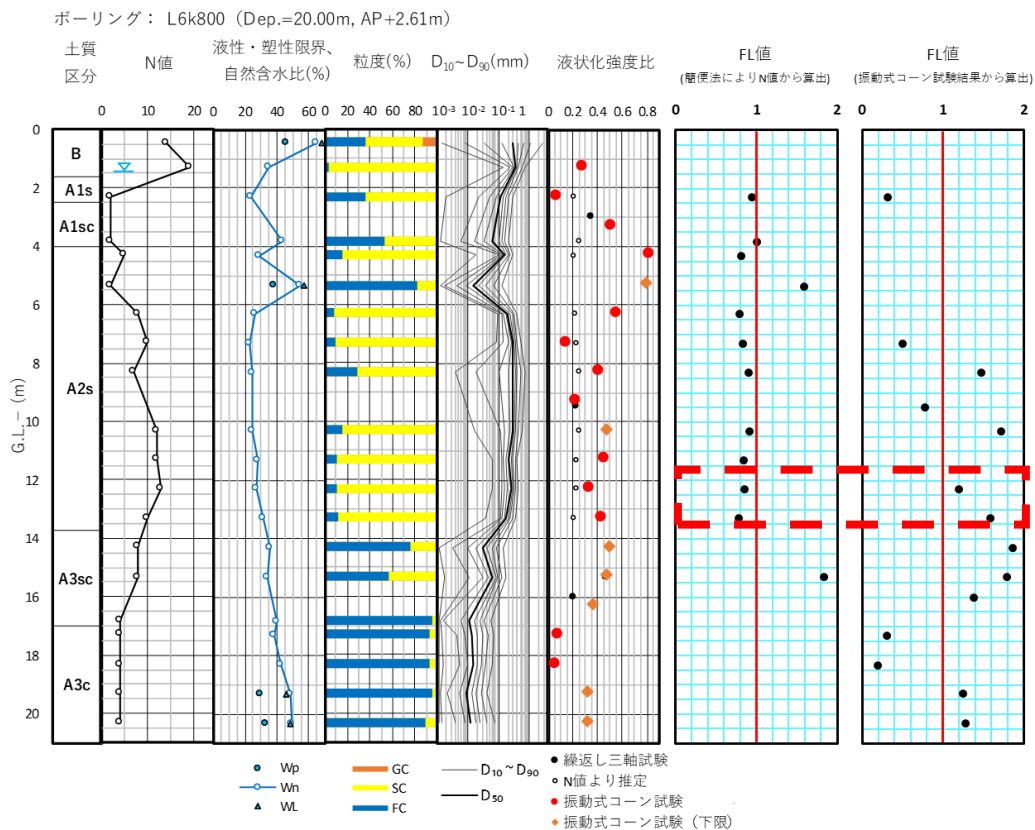 ボーリング： L6k800（Dep.=20.00m, AP+2.61m）
土質
区分
N値
液性・塑性限界、
自然含水比(%)
粒度(%)
D10~D90(mm)
液状化強度比
FL値
(簡便法によりN値から算出)
FL値
(振動式コーン試験結果から算出)
0 10 20
0 20 40 60
0 20 40 60 80
10-3 10-2 10-1 1
0 0.2 0.4 0.6 0.8
0 1 2
0 1 2
G.L.－(m)
0
2
4
6
8
10
12
14
16
18
20
B
A1s
A1sc
A2s
A3sc
A3c
Wp
Wn
WL
GC
SC
FC
D10~D90
D50
繰返し三軸試験
N値より推定
振動式コーン試験
振動式コーン試験（下限）